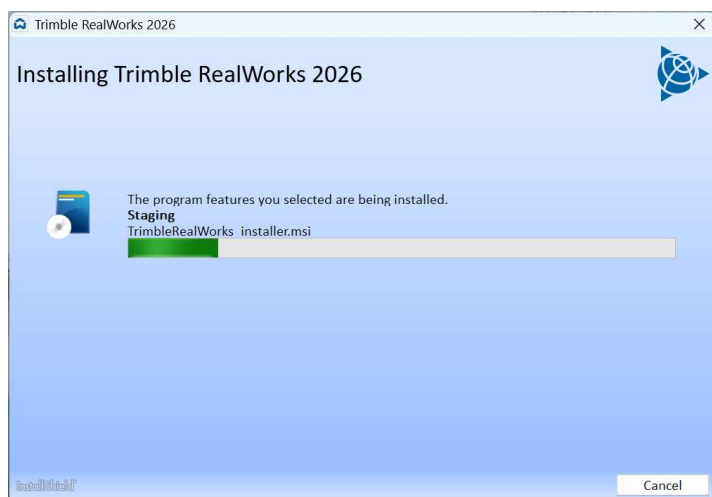 Trimble RealWorks 2026
Installing Trimble RealWorks 2026
The program features you selected are being installed.
Staging
TrimbleRealWorks_installer.msi
InstallShield
Cancel